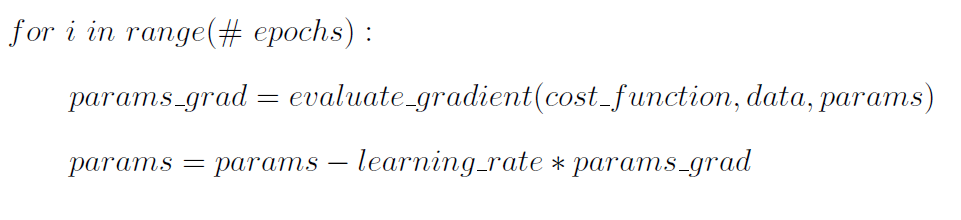 for i in range(# epochs) :
params_grad = evaluate_gradient(cost_function, data, params)
params = params − learning_rate ∗ params_grad